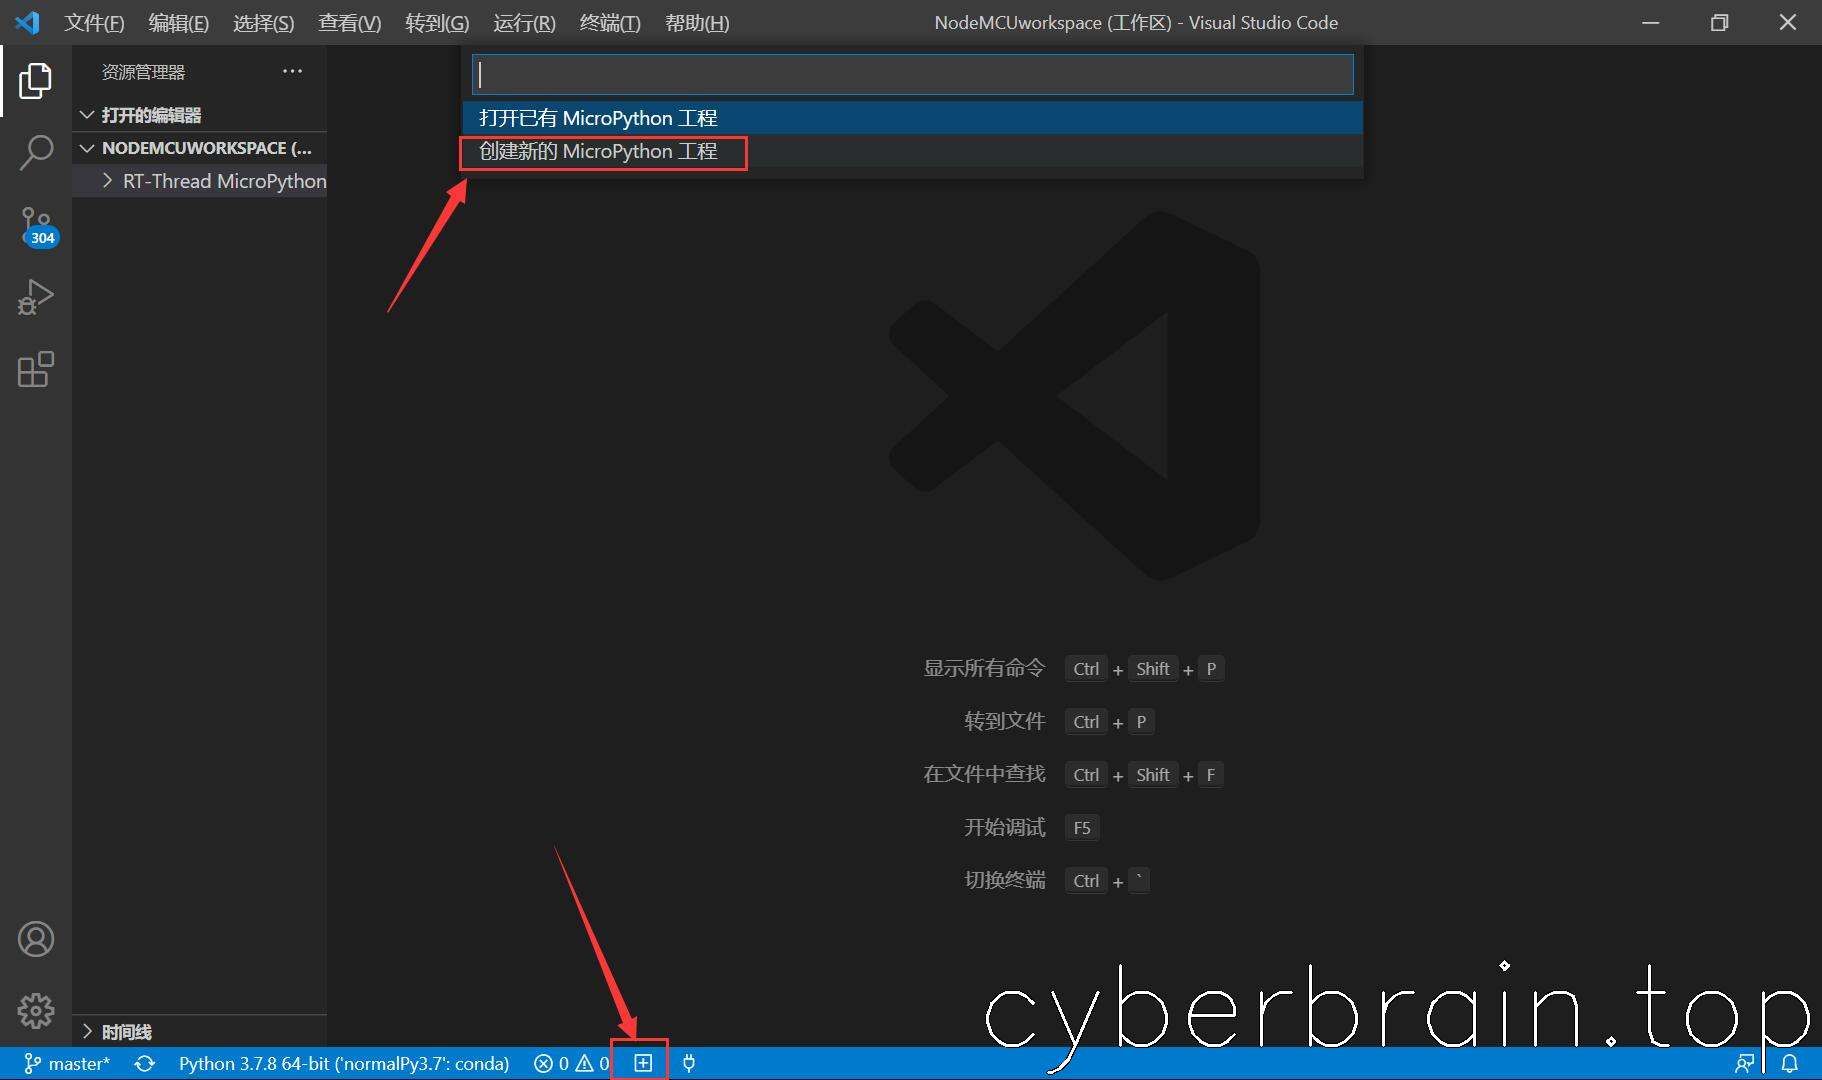 文件(F) 编辑(E) 选择(S) 查看(V) 转到(G) 运行(R) 终端(T) 帮助(H) NodeMCUworkspace (工作区) - Visual Studio Code
资源管理器 ···
打开的编辑器
NODEMCUWORKSPACE (...
RT-Thread MicroPython
304
打开已有 MicroPython 工程
创建新的 MicroPython 工程
显示所有命令 Ctrl + Shift + P
转到文件 Ctrl + P
在文件中查找 Ctrl + Shift + F
开始调试 F5
切换终端 Ctrl + `
时间线
cyberbrain.top
master* Python 3.7.8 64-bit ('normalPy3.7': conda) 0 0